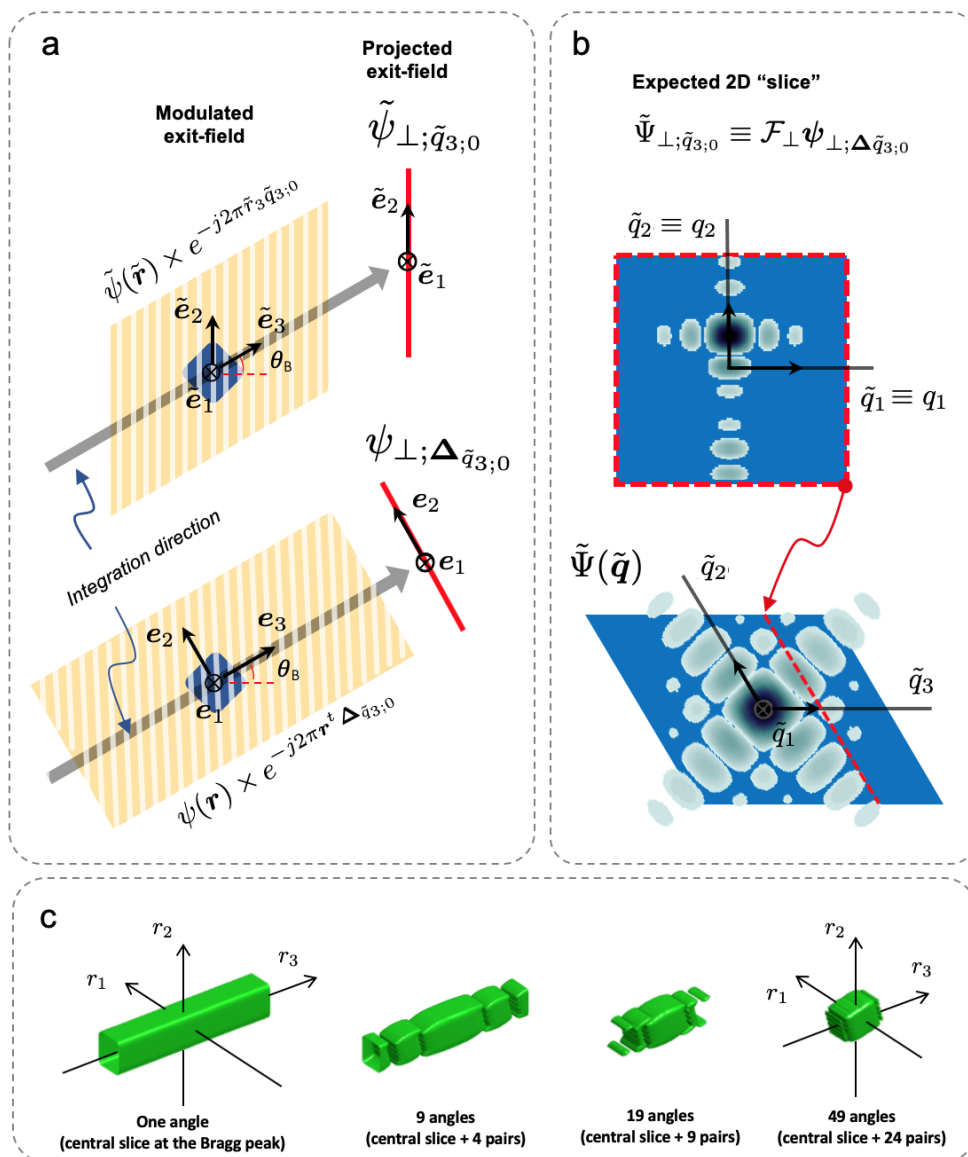 a
Projected
exit-field
Modulated
exit-field
ψ̃⊥;q̃3;0
ψ̃(r̃) × e^−j2πr̃3q̃3;0
ẽ2
ẽ1
ẽ2
ẽ3
θB
ẽ1
ψ⊥;Δq̃3;0
Integration direction
e2
e1
e2
e3
θB
e1
ψ(r) × e^−j2πr^t Δq̃3;0
b
Expected 2D “slice”
Ψ̃⊥;q̃3;0 ≡ F⊥ψ⊥;Δq̃3;0
q̃2 ≡ q2
q̃1 ≡ q1
Ψ̃(q̃)
q̃2
q̃3
q̃1
c
r2
r1
r3
One angle
(central slice at the Bragg peak)
9 angles
(central slice + 4 pairs)
19 angles
(central slice + 9 pairs)
r2
r1
r3
49 angles
(central slice + 24 pairs)